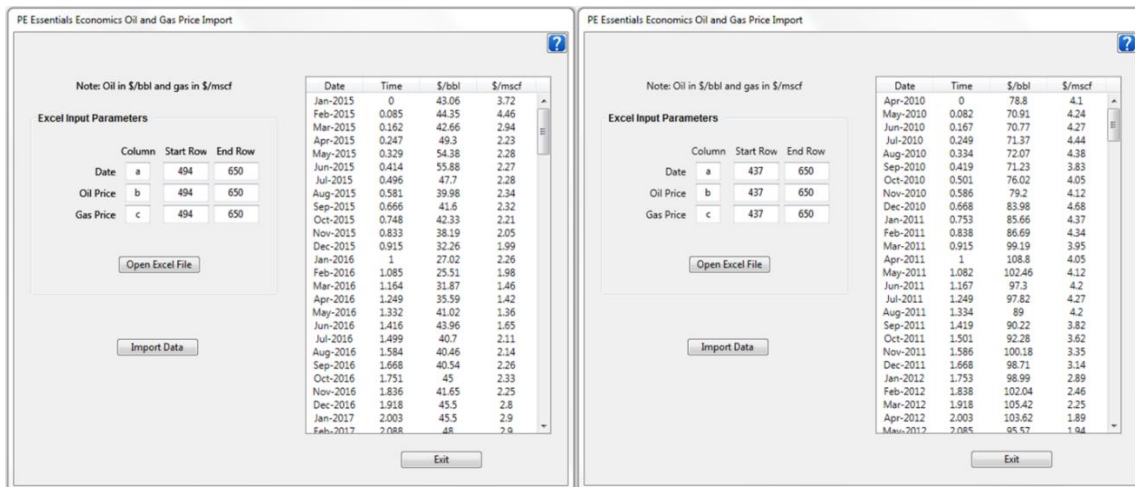 PE Essentials Economics Oil and Gas Price Import
?
Note: Oil in $/bbl and gas in $/mscf
Excel Input Parameters
Column Start Row End Row
Date a 494 650
Oil Price b 494 650
Gas Price c 494 650
Open Excel File
Import Data
Date Time $/bbl $/mscf
Jan-2015 0 43.06 3.72
Feb-2015 0.085 44.35 4.46
Mar-2015 0.162 42.66 2.94
Apr-2015 0.247 49.3 2.23
May-2015 0.329 54.38 2.28
Jun-2015 0.414 55.88 2.27
Jul-2015 0.496 47.7 2.28
Aug-2015 0.581 39.98 2.34
Sep-2015 0.666 41.6 2.32
Oct-2015 0.748 42.33 2.21
Nov-2015 0.833 38.19 2.05
Dec-2015 0.915 32.26 1.99
Jan-2016 1 27.02 2.26
Feb-2016 1.085 25.51 1.98
Mar-2016 1.164 31.87 1.46
Apr-2016 1.249 35.59 1.42
May-2016 1.332 41.02 1.36
Jun-2016 1.416 43.96 1.65
Jul-2016 1.499 40.7 2.11
Aug-2016 1.584 40.46 2.14
Sep-2016 1.668 40.54 2.26
Oct-2016 1.751 45 2.33
Nov-2016 1.836 41.65 2.25
Dec-2016 1.918 45.5 2.8
Jan-2017 2.003 45.5 2.9
Feb-2017 2.088 48 2.9
Exit
PE Essentials Economics Oil and Gas Price Import
?
Note: Oil in $/bbl and gas in $/mscf
Excel Input Parameters
Column Start Row End Row
Date a 437 650
Oil Price b 437 650
Gas Price c 437 650
Open Excel File
Import Data
Date Time $/bbl $/mscf
Apr-2010 0 78.8 4.1
May-2010 0.082 70.91 4.24
Jun-2010 0.167 70.77 4.27
Jul-2010 0.249 71.37 4.44
Aug-2010 0.334 72.07 4.38
Sep-2010 0.419 71.23 3.83
Oct-2010 0.501 76.02 4.05
Nov-2010 0.586 79.2 4.12
Dec-2010 0.668 83.98 4.68
Jan-2011 0.753 85.66 4.37
Feb-2011 0.838 86.69 4.34
Mar-2011 0.915 99.19 3.95
Apr-2011 1 108.8 4.05
May-2011 1.082 102.46 4.12
Jun-2011 1.167 97.3 4.2
Jul-2011 1.249 97.82 4.27
Aug-2011 1.334 89 4.2
Sep-2011 1.419 90.22 3.82
Oct-2011 1.501 92.28 3.62
Nov-2011 1.586 100.18 3.35
Dec-2011 1.668 98.71 3.14
Jan-2012 1.753 98.99 2.89
Feb-2012 1.838 102.04 2.46
Mar-2012 1.918 105.42 2.25
Apr-2012 2.003 103.62 1.89
May-2012 2.085 95.57 1.94
Exit